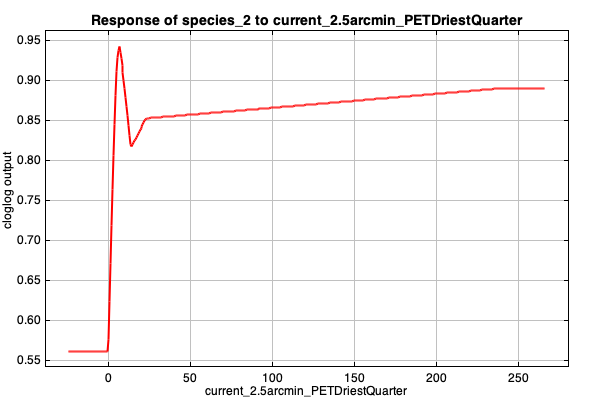 Response of species_2 to current_2.5arcmin_PETDriestQuarter
0.95
0.90
0.85
0.80
0.75
0.70
0.65
0.60
0.55
cloglog output
0 50 100 150 200 250
current_2.5arcmin_PETDriestQuarter